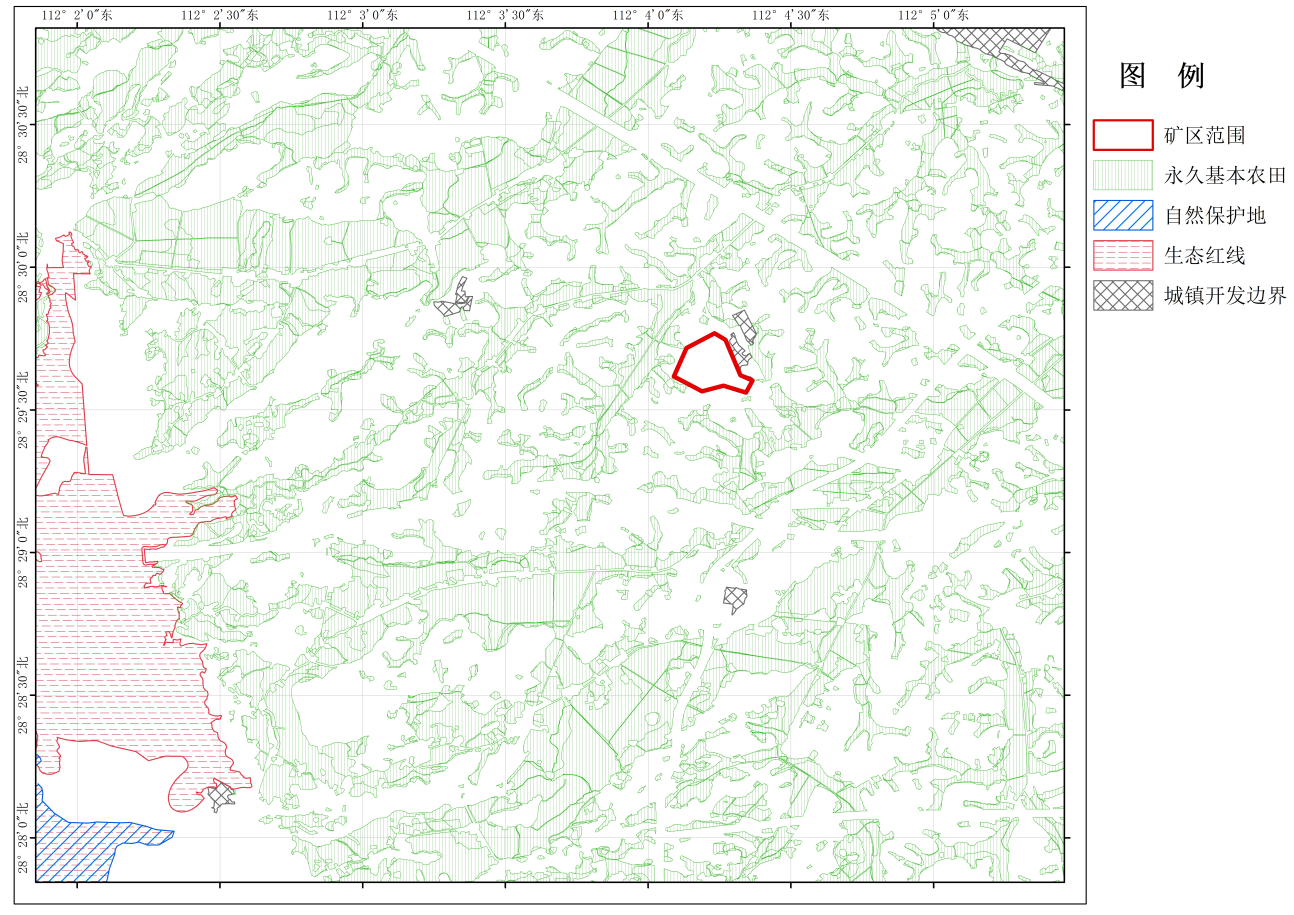 112° 2′0″东
112° 2′30″东
112° 3′0″东
112° 3′30″东
112° 4′0″东
112° 4′30″东
112° 5′0″东
28° 30′30″北
28° 30′0″北
28° 29′30″北
28° 29′0″北
28° 28′30″北
28° 28′0″北
图 例
矿区范围
永久基本农田
自然保护地
生态红线
城镇开发边界